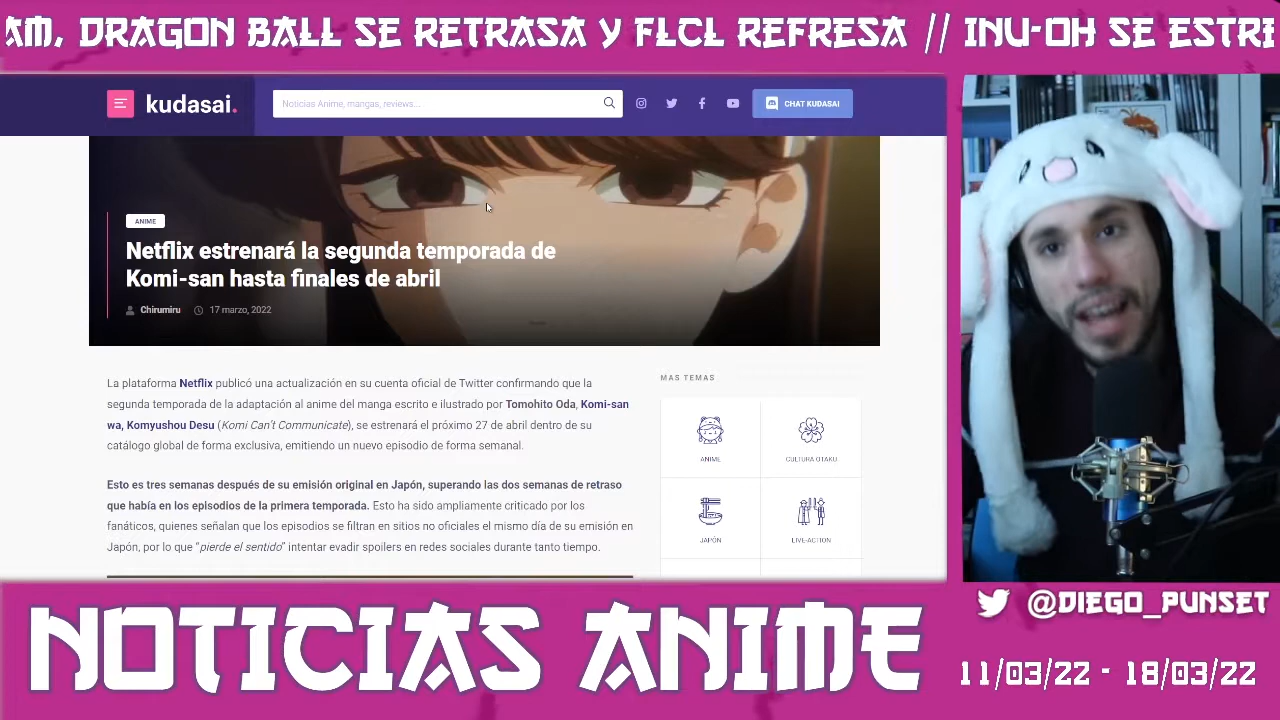 AM, DRAGON BALL SE RETRASA Y FLCL REFRESA // INU-OH SE ESTRE
kudasai.
Noticias Anime, mangas, reviews...
CHAT KUDASAI
ANIME
Netflix estrenará la segunda temporada de
Komi-san hasta finales de abril
Chirumiru 17 marzo, 2022
La plataforma Netflix publicó una actualización en su cuenta oficial de Twitter confirmando que la
segunda temporada de la adaptación al anime del manga escrito e ilustrado por Tomohito Oda, Komi-san
wa, Komyushou Desu (Komi Can't Communicate), se estrenará el próximo 27 de abril dentro de su
catálogo global de forma exclusiva, emitiendo un nuevo episodio de forma semanal.
Esto es tres semanas después de su emisión original en Japón, superando las dos semanas de retraso
que había en los episodios de la primera temporada. Esto ha sido ampliamente criticado por los
fanáticos, quienes señalan que los episodios se filtran en sitios no oficiales el mismo día de su emisión en
Japón, por lo que "pierde el sentido" intentar evadir spoilers en redes sociales durante tanto tiempo.
MAS TEMAS
ANIME
CULTURA OTAKU
JAPÓN
LIVE-ACTION
NOTICIAS ANIME
@DIEGO_PUNSET
11/03/22 - 18/03/22